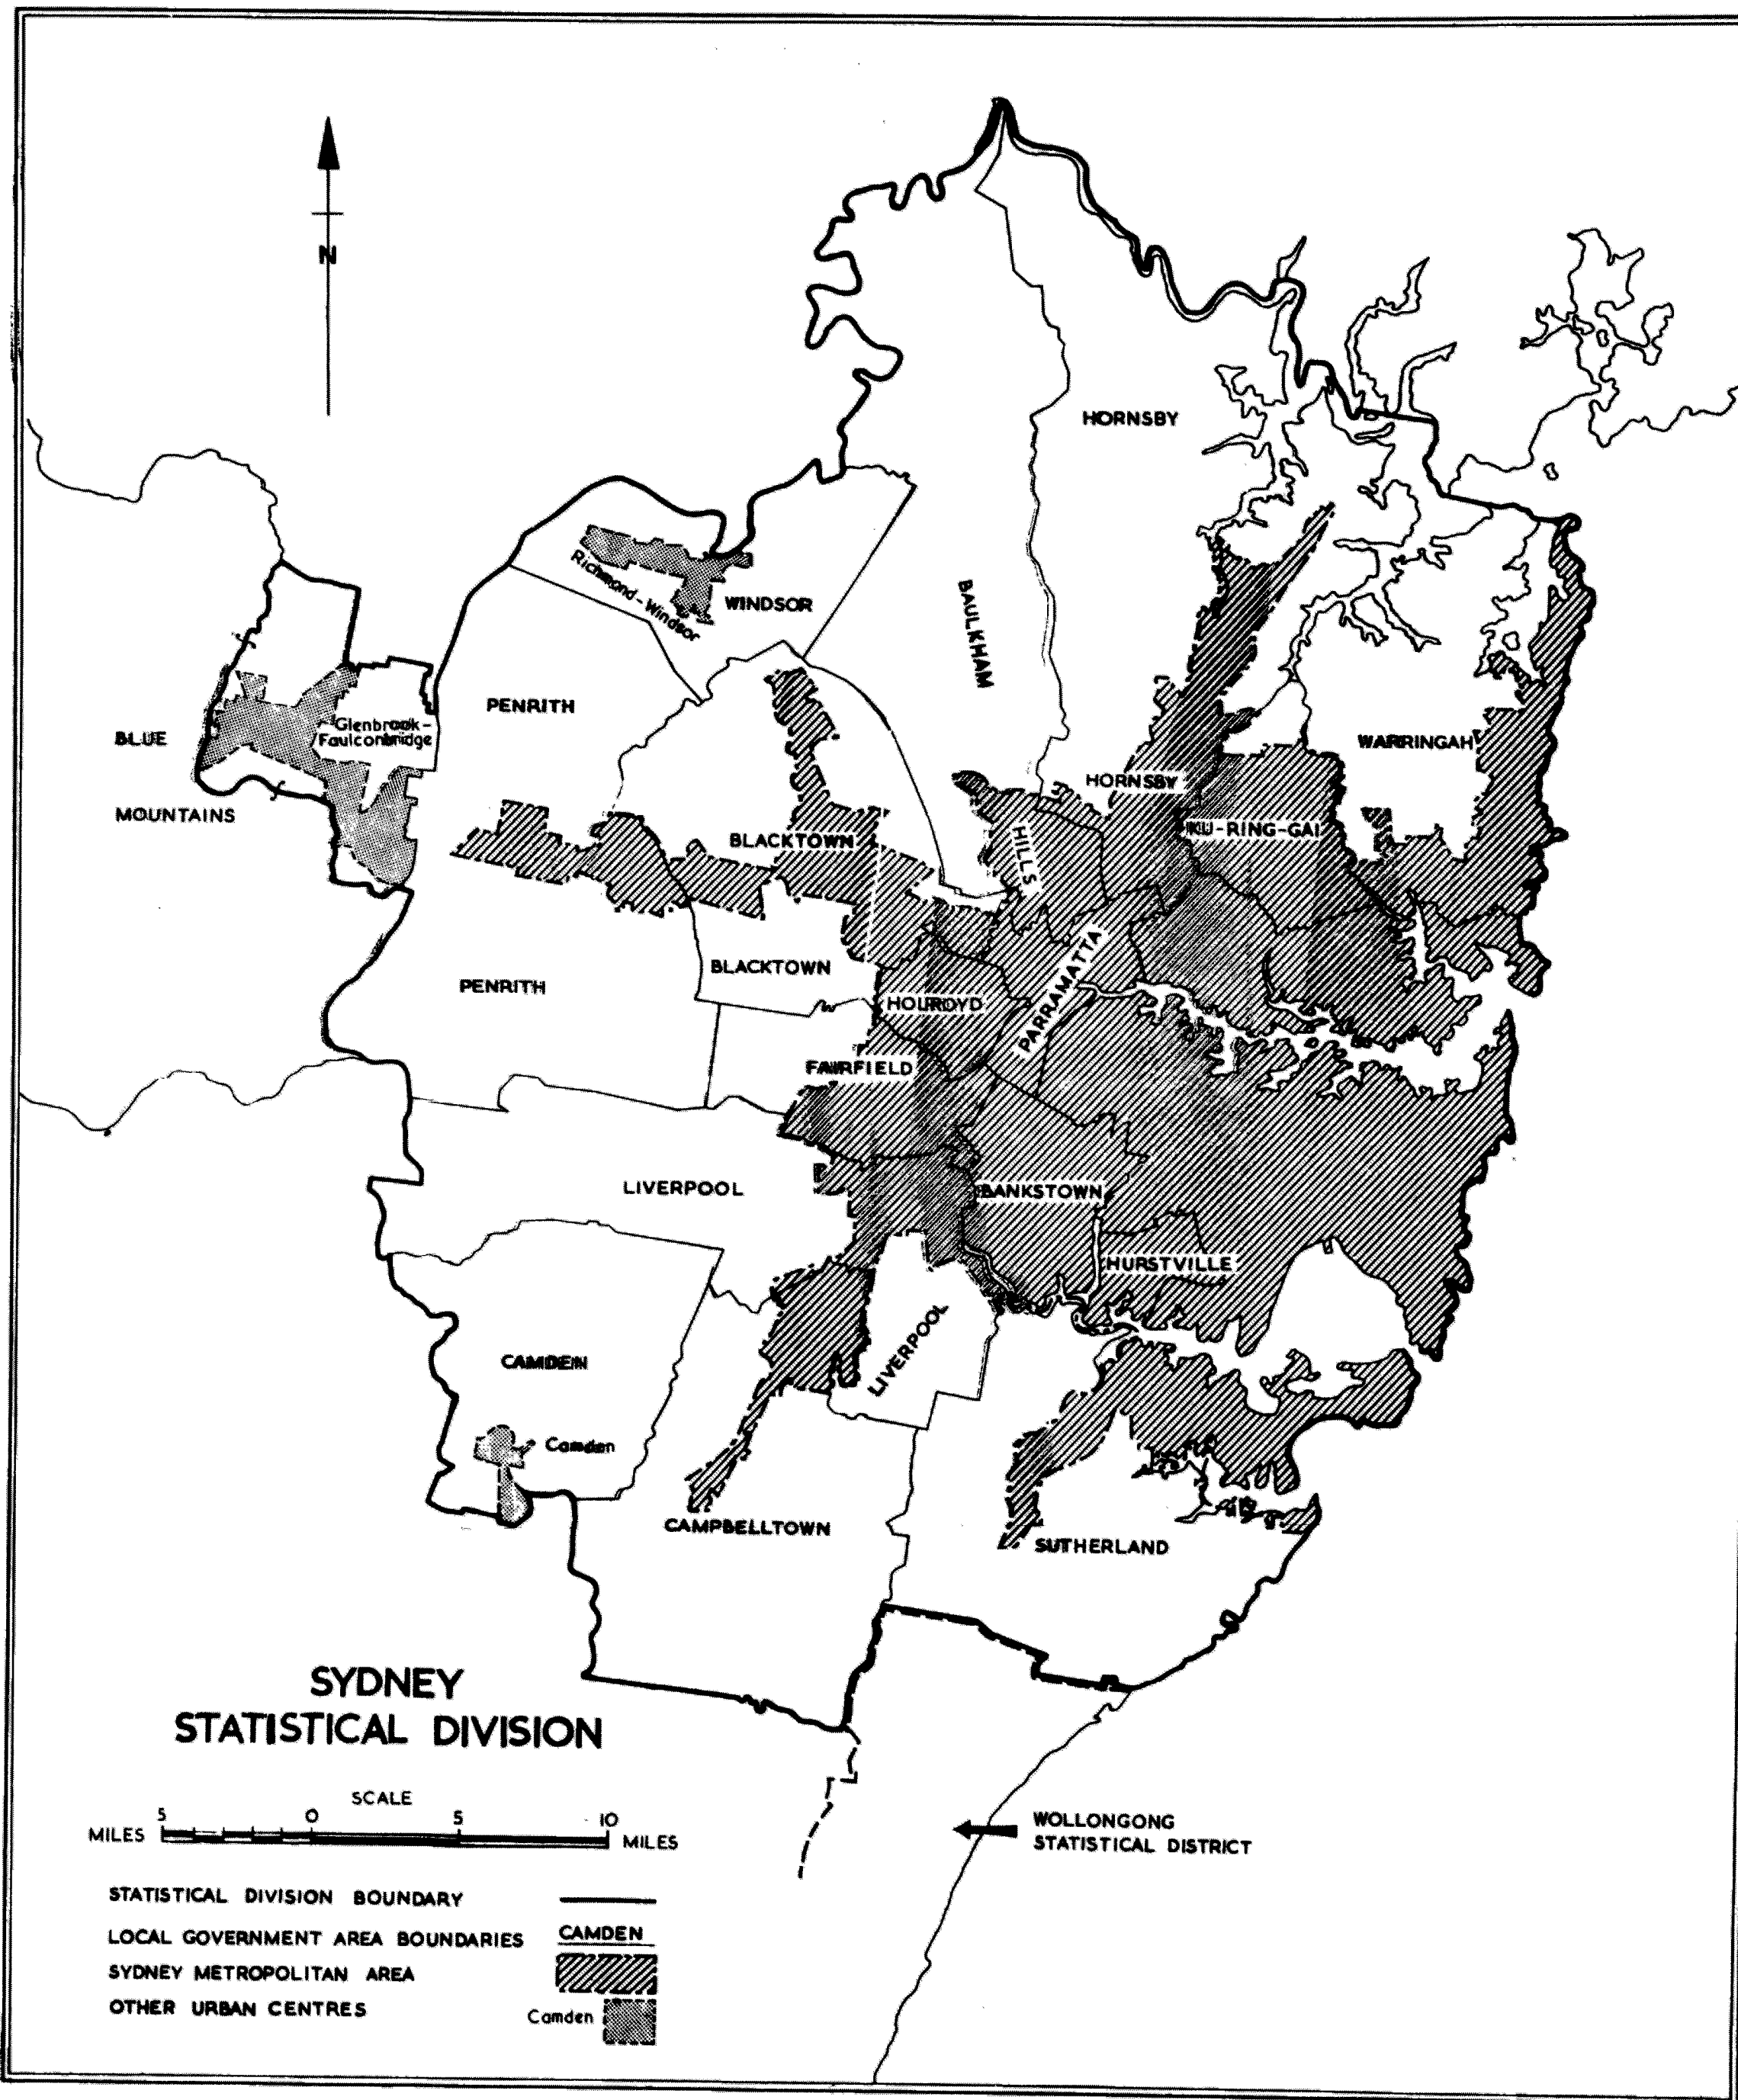 N
HORNSBY
Richmond-Windsor
WINDSOR
BAULKHAM
PENRITH
BLUE
Glenbrook-
Faulconbridge
WARRINGAH
MOUNTAINS
HORNSBY
BLACKTOWN
HILLS
KU-RING-GAI
BLACKTOWN
PENRITH
HOLROYD
PARRAMATTA
FAIRFIELD
LIVERPOOL
BANKSTOWN
HURSTVILLE
LIVERPOOL
CAMDEN
Camden
CAMPBELLTOWN
SUTHERLAND
SYDNEY
STATISTICAL DIVISION
SCALE
5 0 5 10
MILES MILES
WOLLONGONG
STATISTICAL DISTRICT
STATISTICAL DIVISION BOUNDARY
LOCAL GOVERNMENT AREA BOUNDARIES CAMDEN
SYDNEY METROPOLITAN AREA
OTHER URBAN CENTRES Camden